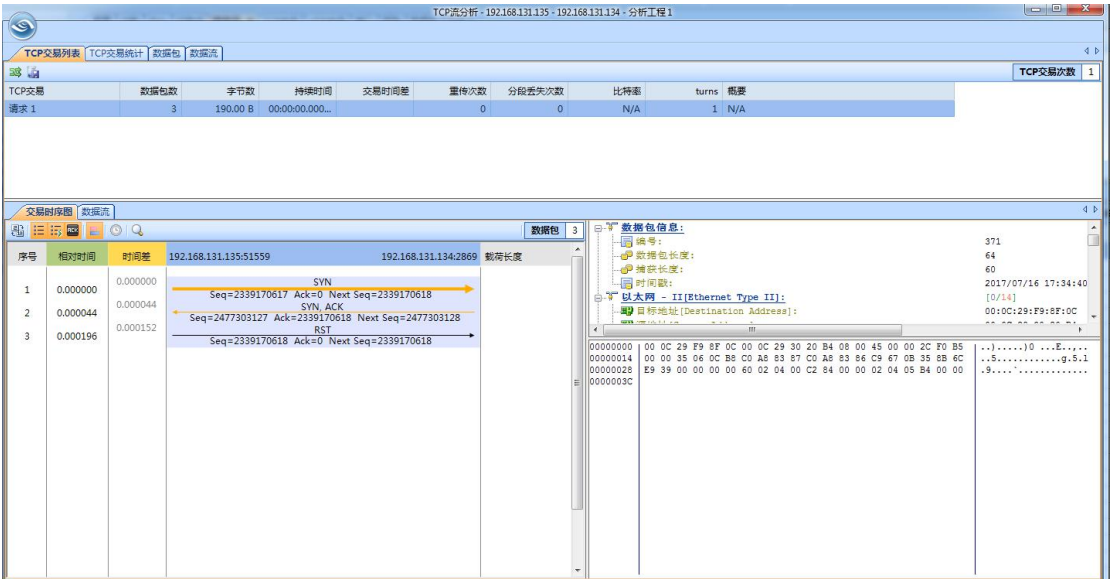 TCP流分析 - 192.168.131.135 - 192.168.131.134 - 分析工程1
TCP交易列表 TCP交易统计 数据包 数据流
TCP交易次数 1
TCP交易 数据包数 字节数 持续时间 交易时间差 重传次数 分段丢失次数 比特率 turns 概要
请求 1 3 190.00 B 00:00:00.000... 0 0 N/A 1 N/A
交易时序图 数据流
ACK 数据包 3
序号 相对时间 时间差 192.168.131.135:51559 192.168.131.134:2869 载荷长度
1 0.000000 0.000000 SYN
Seq=2339170617 Ack=0 Next Seq=2339170618
2 0.000044 0.000044 SYN, ACK
Seq=2477303127 Ack=2339170618 Next Seq=2477303128
3 0.000196 0.000152 RST
Seq=2339170618 Ack=0 Next Seq=2339170618
数据包信息:
编号: 371
数据包长度: 64
捕获长度: 60
时间戳: 2017/07/16 17:34:40
以太网 - II[Ethernet Type II]: [0/14]
目标地址[Destination Address]: 00:0C:29:F9:8F:0C
00000000 00 0C 29 F9 8F 0C 00 0C 29 30 20 B4 08 00 45 00 00 2C F0 B5 ..).....)0 ...E..,..
00000014 00 00 35 06 0C B8 C0 A8 83 87 C0 A8 83 86 C9 67 0B 35 8B 6C ..5............g.5.l
00000028 E9 39 00 00 00 00 60 02 04 00 C2 84 00 00 02 04 05 B4 00 00 .9....`.............
0000003C